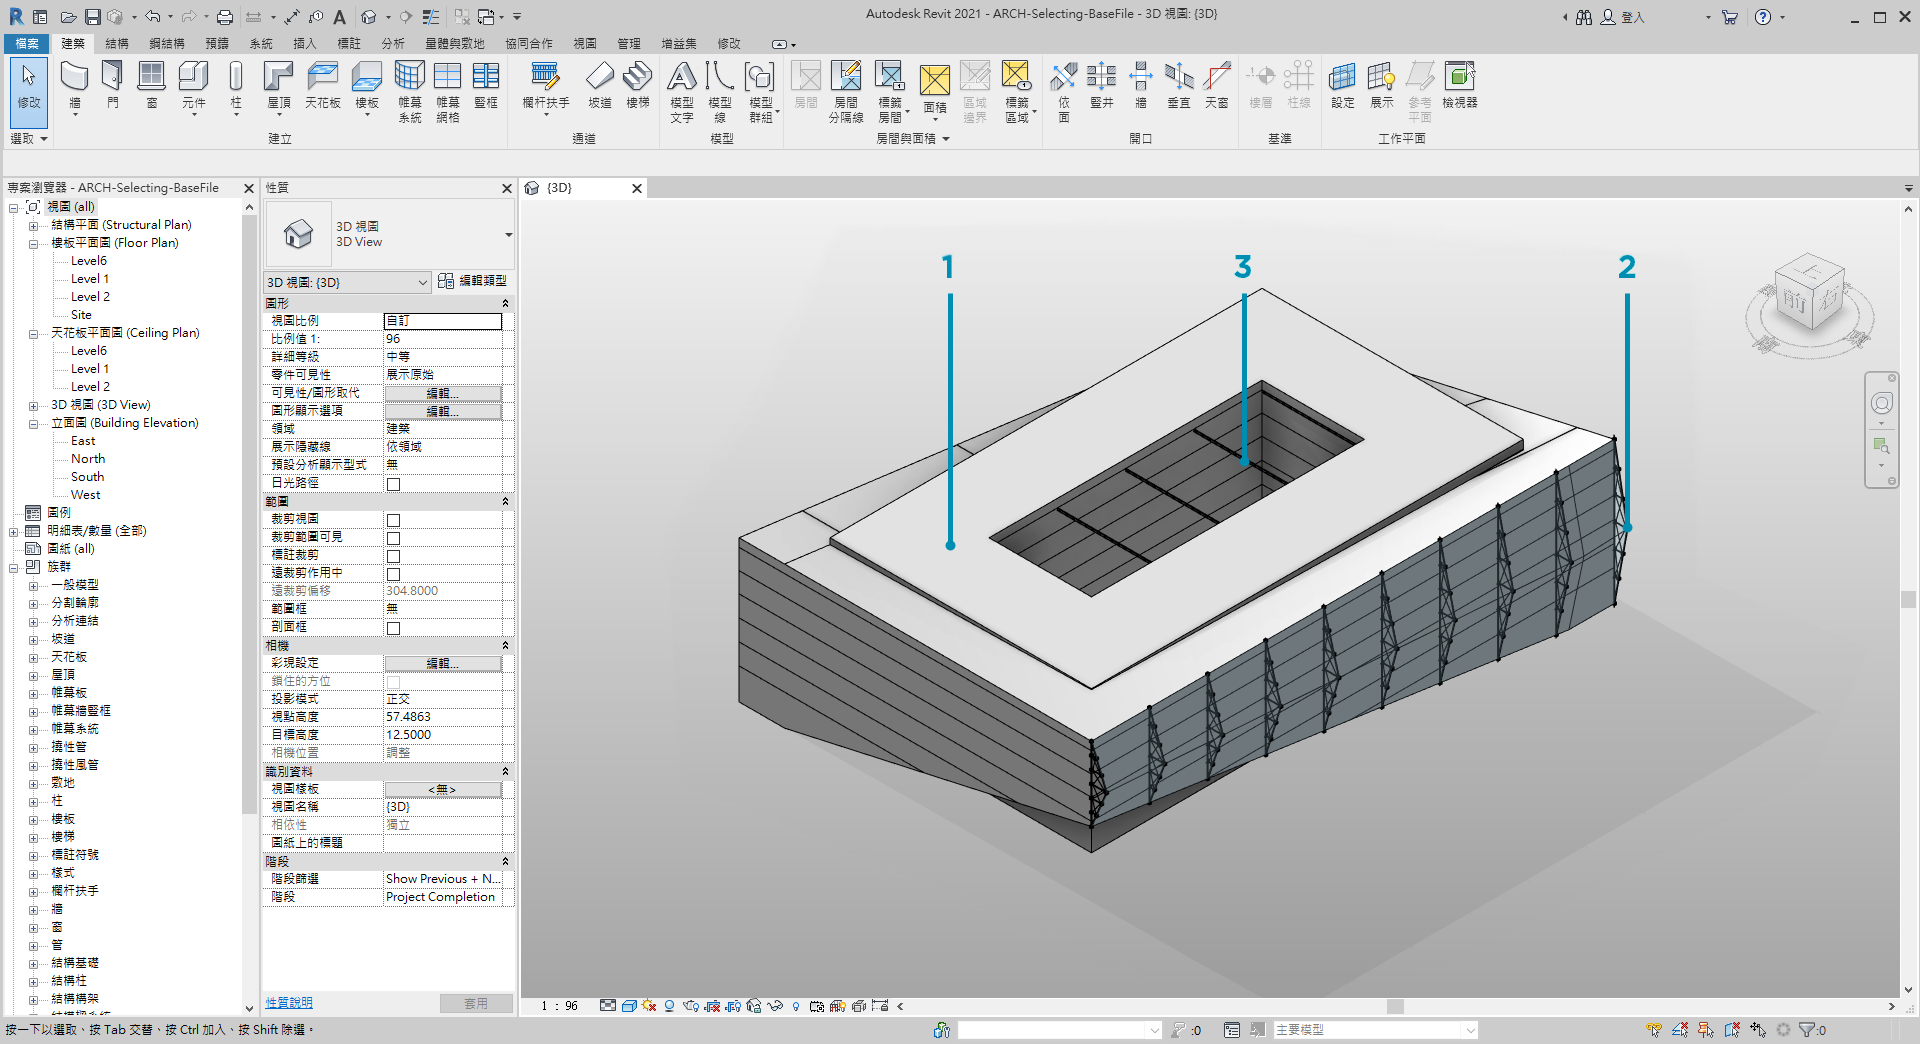 Autodesk Revit 2021 - ARCH-Selecting-BaseFile - 3D 視圖: {3D}
登入
檔案 建築 結構 鋼結構 預鑄 系統 插入 標註 分析 量體與敷地 協同合作 視圖 管理 增益集 修改
修改 牆 門 窗 元件 柱 屋頂 天花板 樓板 帷幕系統 帷幕網格 豎框 欄杆扶手 坡道 樓梯 模型文字 模型線 模型群組 房間 房間分隔線 標籤房間 面積 區域邊界 標籤區域 依面 豎井 牆 垂直 天窗 樓層 柱線 設定 展示 參考平面 檢視器
選取 建立 通道 模型 房間與面積 開口 基準 工作平面
專案瀏覽器 - ARCH-Selecting-BaseFile
視圖 (all)
結構平面 (Structural Plan)
樓板平面圖 (Floor Plan)
Level6
Level 1
Level 2
Site
天花板平面圖 (Ceiling Plan)
Level6
Level 1
Level 2
3D 視圖 (3D View)
立面圖 (Building Elevation)
East
North
South
West
圖例
明細表/數量 (全部)
圖紙 (all)
族群
一般模型
分割輪廓
分析連結
坡道
天花板
屋頂
帷幕板
帷幕牆豎框
帷幕系統
撓性管
撓性風管
敷地
柱
樓板
樓梯
標註符號
樣式
欄杆扶手
牆
窗
管
結構基礎
結構柱
結構構架
性質
3D 視圖
3D View
3D 視圖: {3D} 編輯類型
圖形
視圖比例 自訂
比例值 1: 96
詳細等級 中等
零件可見性 展示原始
可見性/圖形取代 編輯...
圖形顯示選項 編輯...
領域 建築
展示隱藏線 依領域
預設分析顯示型式 無
日光路徑
範圍
裁剪視圖
裁剪範圍可見
標註裁剪
遠裁剪作用中
遠裁剪偏移 304.8000
範圍框 無
剖面框
相機
彩現設定 編輯...
鎖住的方位
投影模式 正交
視點高度 57.4863
目標高度 12.5000
相機位置 調整
識別資料
視圖樣板 <無>
視圖名稱 {3D}
相依性 獨立
圖紙上的標題
階段
階段篩選 Show Previous + N...
階段 Project Completion
性質說明 套用
{3D}
1 3 2
上
前 右
1 : 96
按一下以選取、按 Tab 交替、按 Ctrl 加入、按 Shift 除選。
:0 主要模型 :0